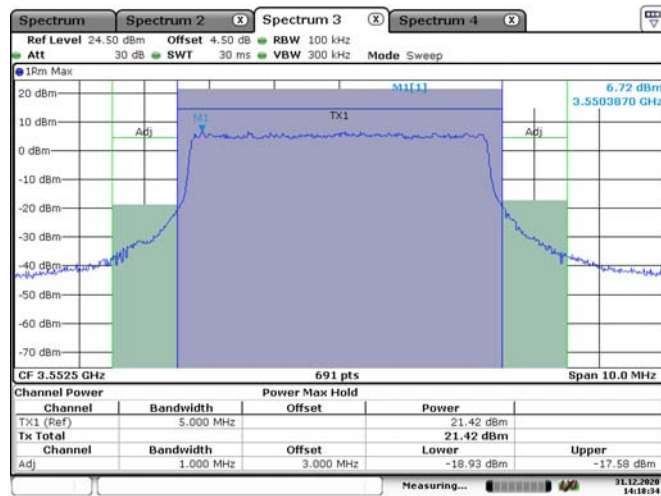 Spectrum Spectrum 2 X Spectrum 3 X Spectrum 4 X
Ref Level 24.50 dBm Offset 4.50 dB RBW 100 kHz
Att 30 dB SWT 30 ms VBW 300 kHz Mode Sweep
1Rm Max
M1[1] 6.72 dBm
3.5503870 GHz
20 dBm
TX1
M1
10 dBm
Adj Adj
0 dBm
-10 dBm
-20 dBm
-30 dBm
-40 dBm
-50 dBm
-60 dBm
-70 dBm
CF 3.5525 GHz 691 pts Span 10.0 MHz
Channel Power Power Max Hold
Channel Bandwidth Offset Power
TX1 (Ref) 5.000 MHz 21.42 dBm
Tx Total 21.42 dBm
Channel Bandwidth Offset Lower Upper
Adj 1.000 MHz 3.000 MHz -18.93 dBm -17.58 dBm
Measuring... 31.12.2020
14:18:34